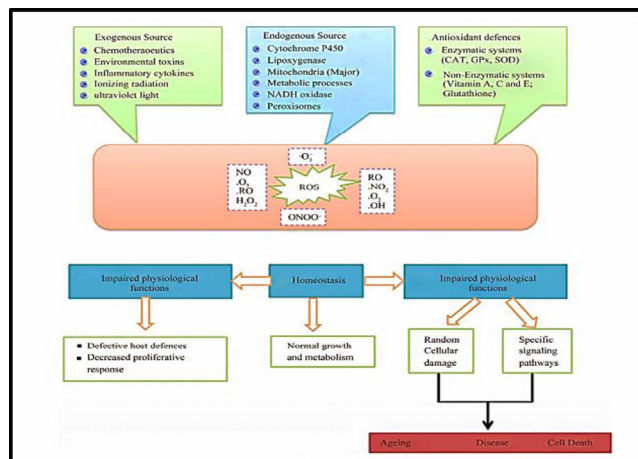 Exogenous Source
Chemotheraoeutics
Environmental toxins
Inflammatory cytokines
Ionizing radiation
ultraviolet light
Endogenous Source
Cytochrome P450
Lipoxygenase
Mitochondria (Major)
Metabolic processes
NADH oxidase
Peroxisomes
Antioxidant defences
Enzymatic systems
(CAT, GPx, SOD)
Non-Enzymatic systems
(Vitamin A, C and E;
Glutathione)
·O₂⁻
NO
.O₂
.RO
H₂O₂
ROS
RO
.NO₂
.O₂
.OH
ONOO⁻
Impaired physiological
functions
Homeostasis
Impaired physiological
functions
Defective host defences
Decreased proliferative
response
Normal growth
and metabolism
Random
Cellular
damage
Specific
signaling
pathways
Ageing
Disease
Cell Death